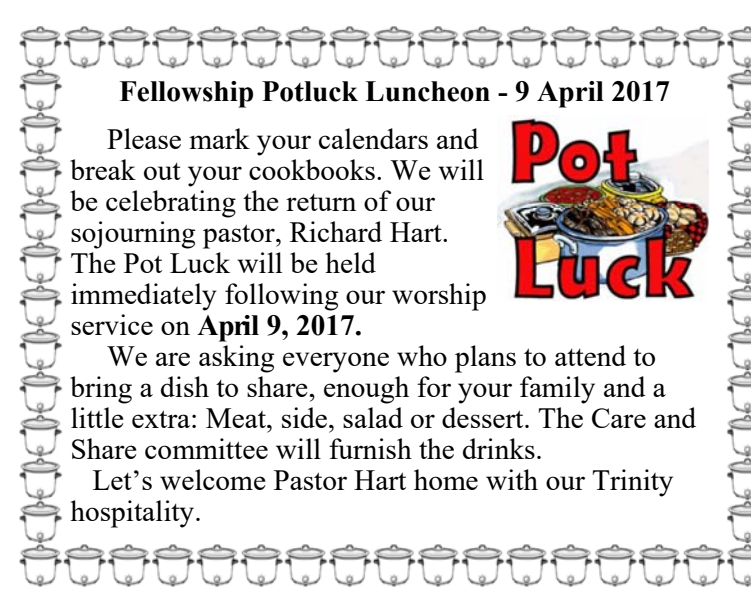 Fellowship Potluck Luncheon - 9 April 2017
Please mark your calendars and
break out your cookbooks. We will
be celebrating the return of our
sojourning pastor, Richard Hart.
The Pot Luck will be held
immediately following our worship
service on April 9, 2017.
Pot
Luck
We are asking everyone who plans to attend to
bring a dish to share, enough for your family and a
little extra: Meat, side, salad or dessert. The Care and
Share committee will furnish the drinks.
Let’s welcome Pastor Hart home with our Trinity
hospitality.